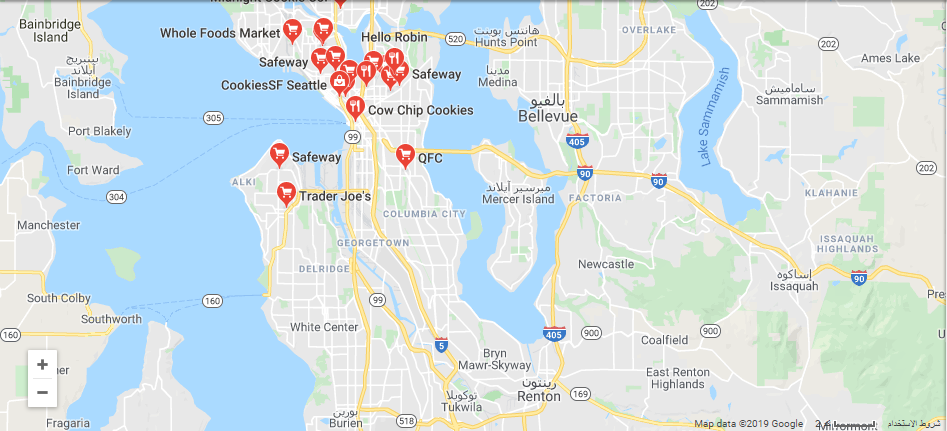 Bainbridge
Island
Whole Foods Market
Hello Robin
520
هانتس بوينت
Hunts Point
OVERLAKE
202
Ames Lake
Safeway
Safeway
CookiesSF Seattle
بينبريج
آيلاند
Bainbridge
Island
مدينا
Medina
سماميش
Sammamish
Cow Chip Cookies
بالفيو
Bellevue
Lake Sammamish
305
Port Blakely
99
405
202
Safeway
QFC
Fort Ward
ALKI
90
90
304
Trader Joe's
ميرسير آيلاند
Mercer Island
FACTORIA
KLAHANIE
Manchester
COLUMBIA CITY
GEORGETOWN
ISSAQUAH
HIGHLANDS
DELRIDGE
Newcastle
إساكوه
Issaquah
90
South Colby
160
99
Southworth
160
White Center
5
405
900
900
Coalfield
Bryn
Mawr-Skyway
East Renton
Highlands
رينتون
Renton
169
توكويلا
Tukwila
بورين
Burien
518
Fragaria
Map data ©2019 Google
شروط الاستخدام
+
−